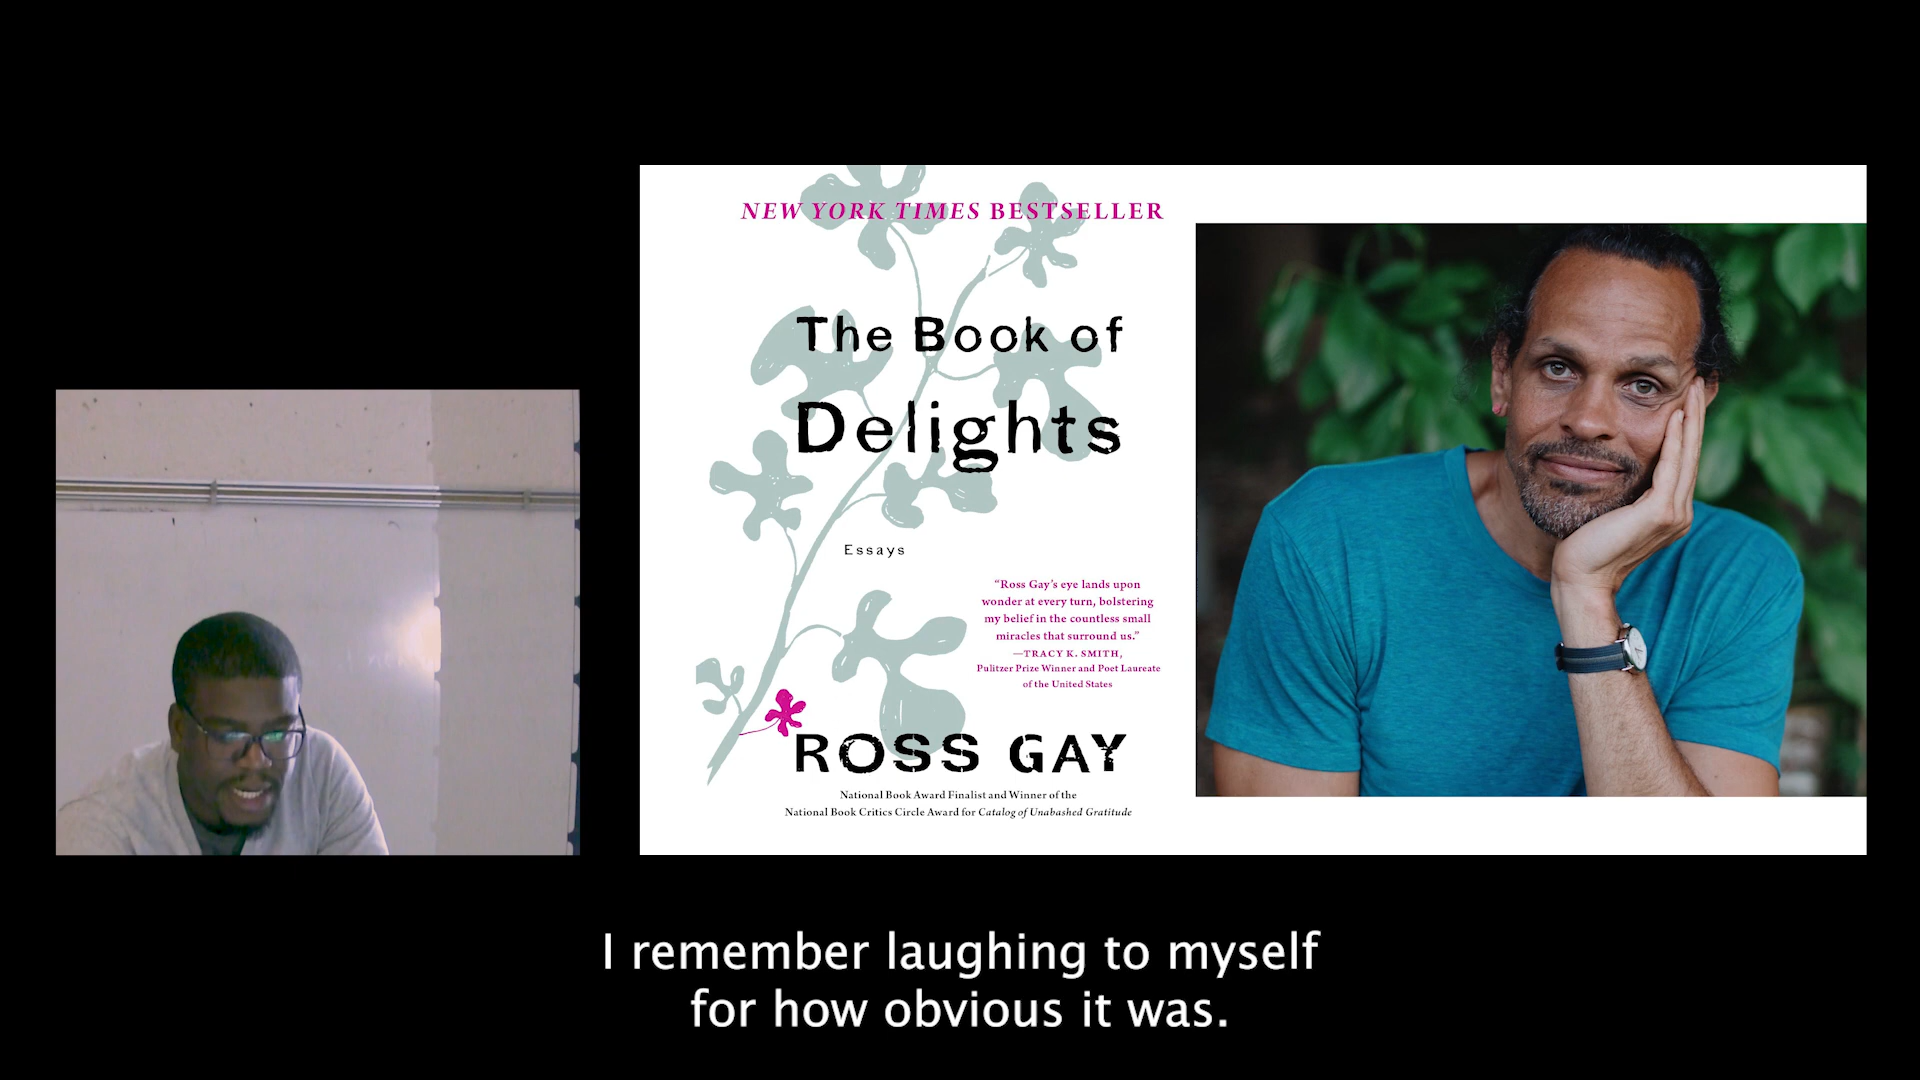 NEW YORK TIMES BESTSELLER
The Book of
Delights
Essays
“Ross Gay’s eye lands upon
wonder at every turn, bolstering
my belief in the countless small
miracles that surround us.”
—TRACY K. SMITH,
Pulitzer Prize Winner and Poet Laureate
of the United States
ROSS GAY
National Book Award Finalist and Winner of the
National Book Critics Circle Award for Catalog of Unabashed Gratitude
I remember laughing to myself
for how obvious it was.